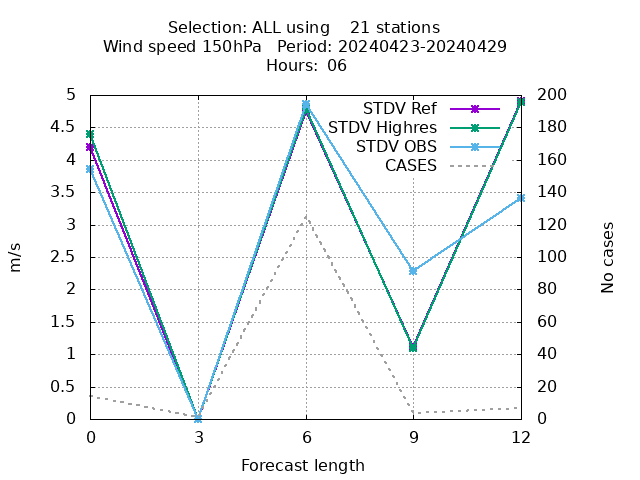 Selection: ALL using 21 stations
Wind speed 150hPa Period: 20240423-20240429
Hours: 06
STDV Ref
STDV Highres
STDV OBS
CASES
5
4.5
4
3.5
3
2.5
2
1.5
1
0.5
0
200
180
160
140
120
100
80
60
40
20
0
m/s
No cases
0 3 6 9 12
Forecast length